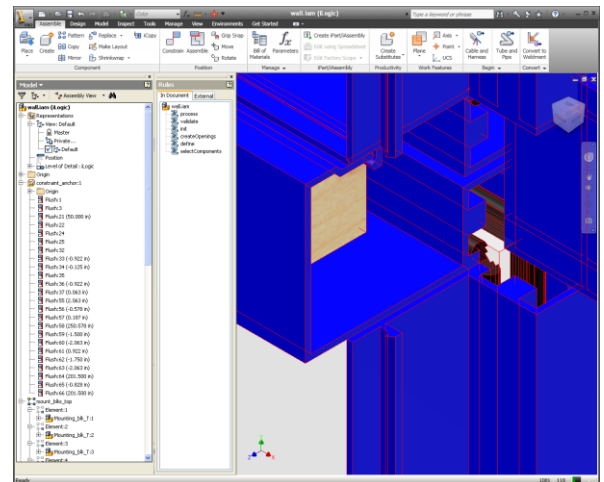 wall.iam (iLogic)
Type a keyword or phrase
Color
Assemble Design Model Inspect Tools Manage View Environments Get Started
Place Create
Pattern Replace iCopy
Copy Make Layout
Mirror Shrinkwrap
Component
Constrain Assemble
Grip Snap
Move
Rotate
Position
Bill of Materials Parameters
Manage
Create iPart/iAssembly
Edit using Spreadsheet
Edit Factory Scope
iPart/iAssembly
Create Substitutes
Productivity
Plane
Axis
Point
UCS
Work Features
Cable and Harness
Tube and Pipe
Begin
Convert to Weldment
Convert
Model
Assembly View
wall.iam (iLogic)
Representations
View: Default
Master
Private...
Default
Position
Level of Detail : iLogic
Origin
constraint_anchor:1
Origin
Flush:1
Flush:3
Flush:21 (50.000 in)
Flush:22
Flush:24
Flush:25
Flush:32
Flush:33 (-0.922 in)
Flush:34 (-0.125 in)
Flush:35
Flush:36 (-0.922 in)
Flush:37 (0.063 in)
Flush:55 (2.063 in)
Flush:56 (-0.578 in)
Flush:57 (0.187 in)
Flush:58 (250.578 in)
Flush:59 (-1.500 in)
Flush:60 (-2.063 in)
Flush:61 (0.922 in)
Flush:62 (-1.750 in)
Flush:63 (-2.063 in)
Flush:64 (201.500 in)
Flush:65 (-0.828 in)
Flush:66 (201.500 in)
mount_blks_top
Element:1
Mounting_blk_T:1
Element:2
Mounting_blk_T:2
Element:3
Mounting_blk_T:3
Element:4
Rules
In Document External
wall.iam
process
validate
init
createOpenings
define
selectComponents
Ready
1081 118